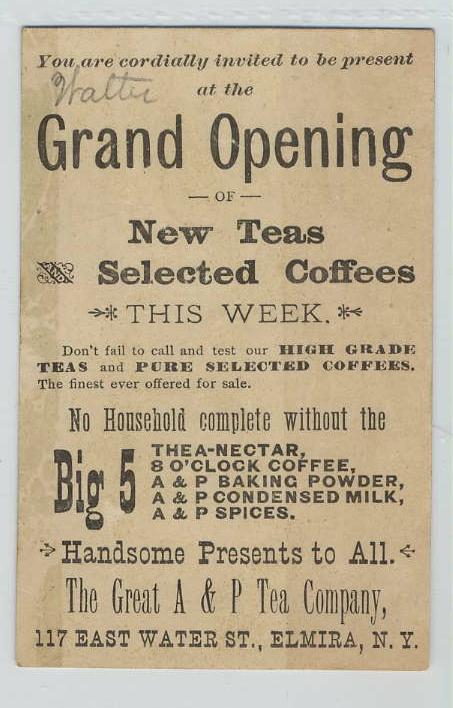 You are cordially invited to be present
Walter
at the
Grand Opening
— OF —
New Teas
& Selected Coffees
THIS WEEK.
Don't fail to call and test our HIGH GRADE
TEAS and PURE SELECTED COFFEES.
The finest ever offered for sale.
No Household complete without the
Big 5
THEA-NECTAR,
8 O'CLOCK COFFEE,
A & P BAKING POWDER,
A & P CONDENSED MILK,
A & P SPICES.
Handsome Presents to All.
The Great A & P Tea Company,
117 EAST WATER ST., ELMIRA, N. Y.